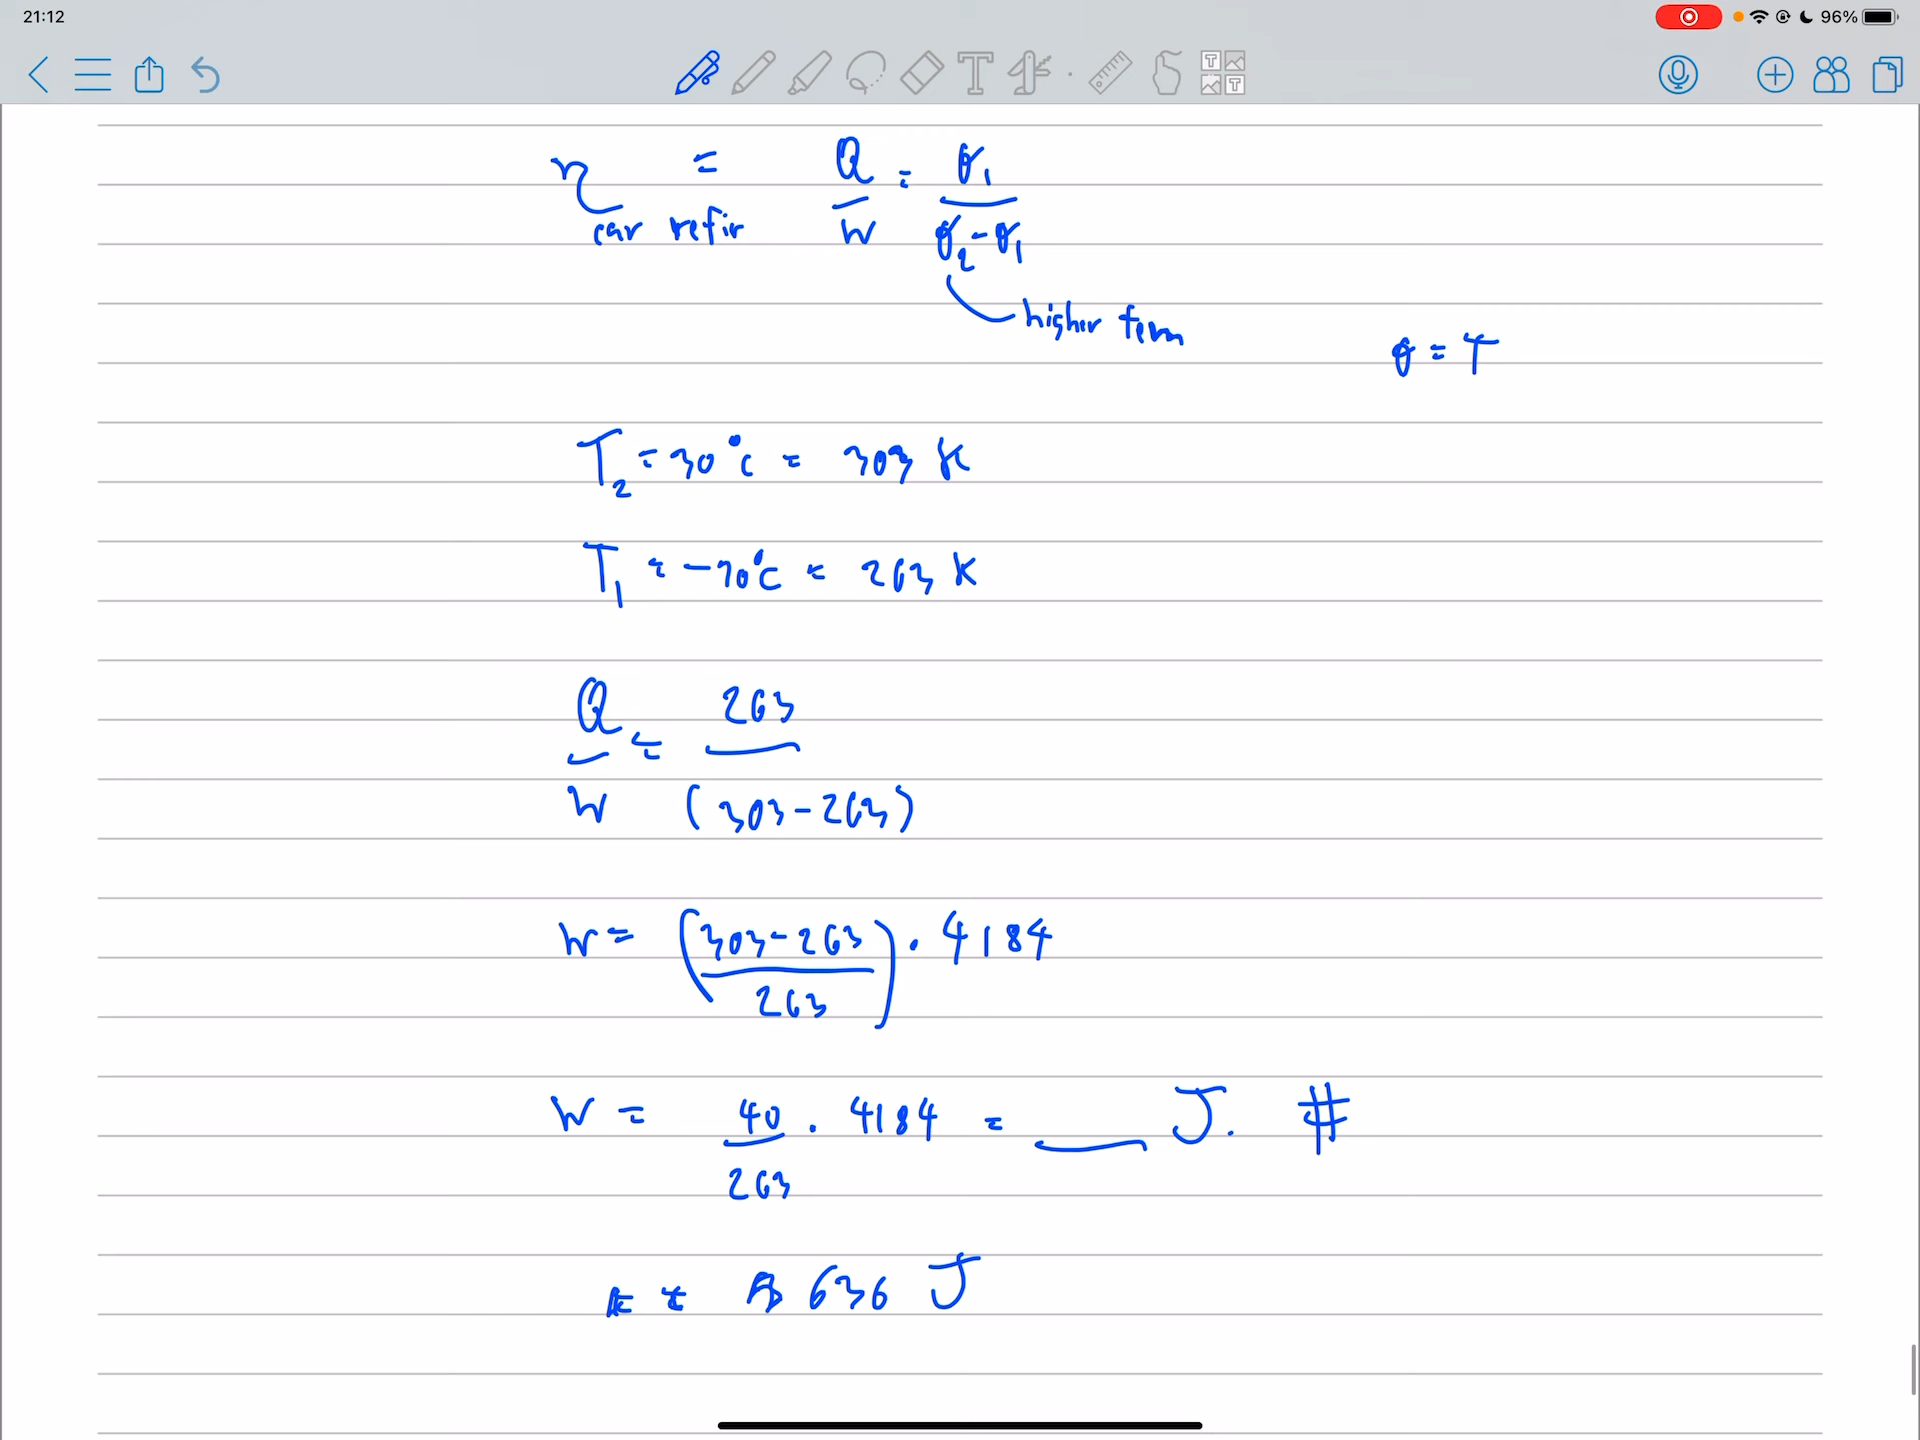 21:12
96%
η car refir = Q/W = θ₁/(θ₂-θ₁)
higher tem
θ = T
T₂ = 30°C = 303 K
T₁ = -10°C = 263 K
Q/W = 263/(303-263)
W = (303-263/263) . 4184
W = 40/263 . 4184 = ___ J. #
636 J